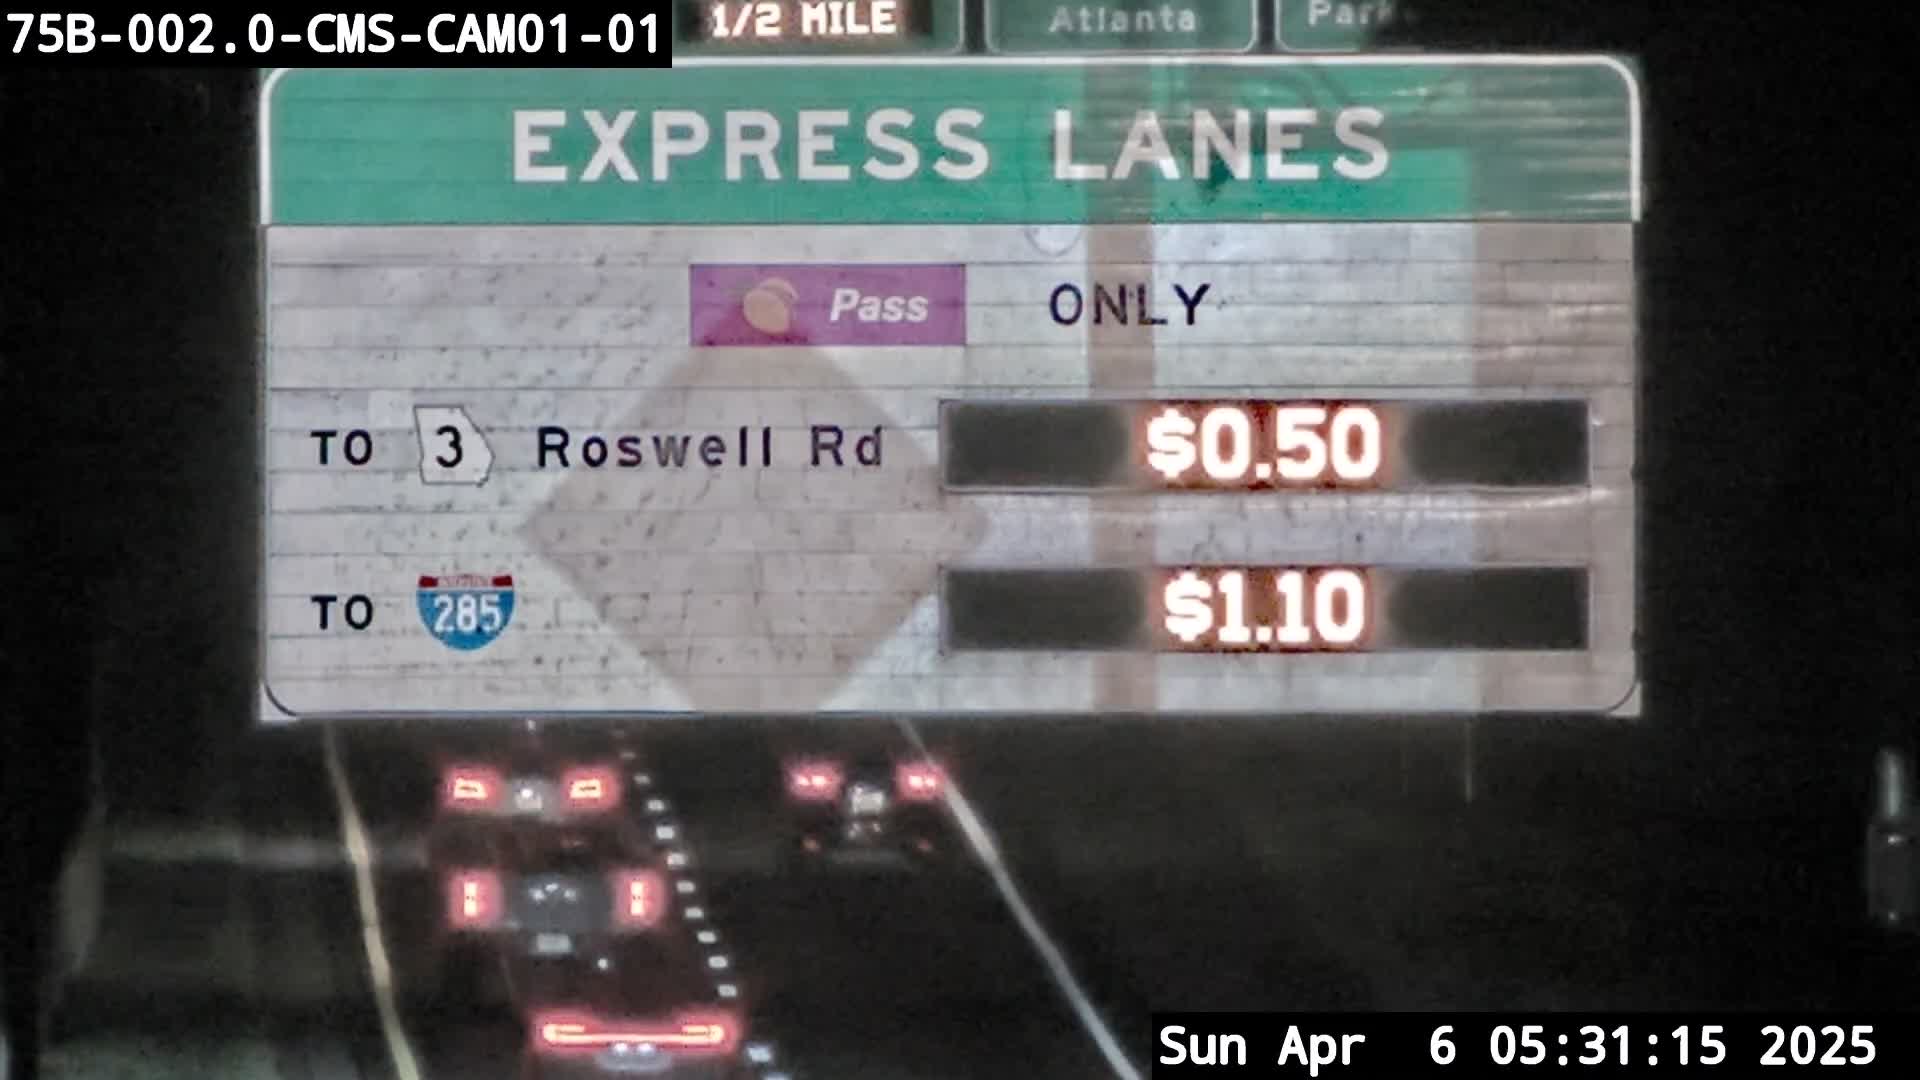 75B-002.0-CMS-CAM01-01
1/2 MILE
Atlanta
Park
EXPRESS LANES
Pass ONLY
TO 3 Roswell Rd $0.50
TO 285 $1.10
Sun Apr 6 05:31:15 2025